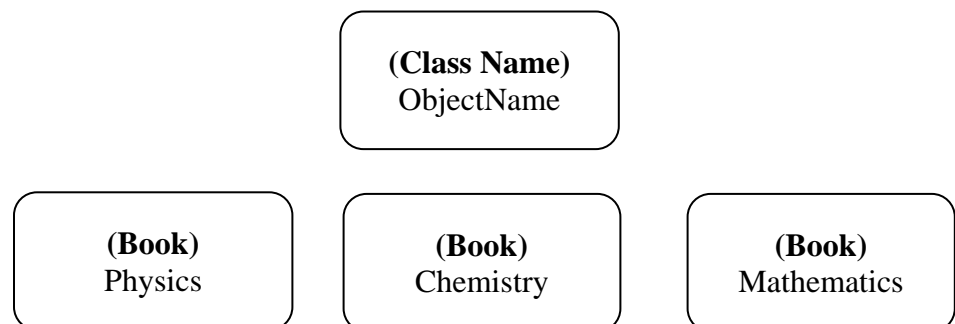 (Class Name)
ObjectName
(Book)
Physics
(Book)
Chemistry
(Book)
Mathematics